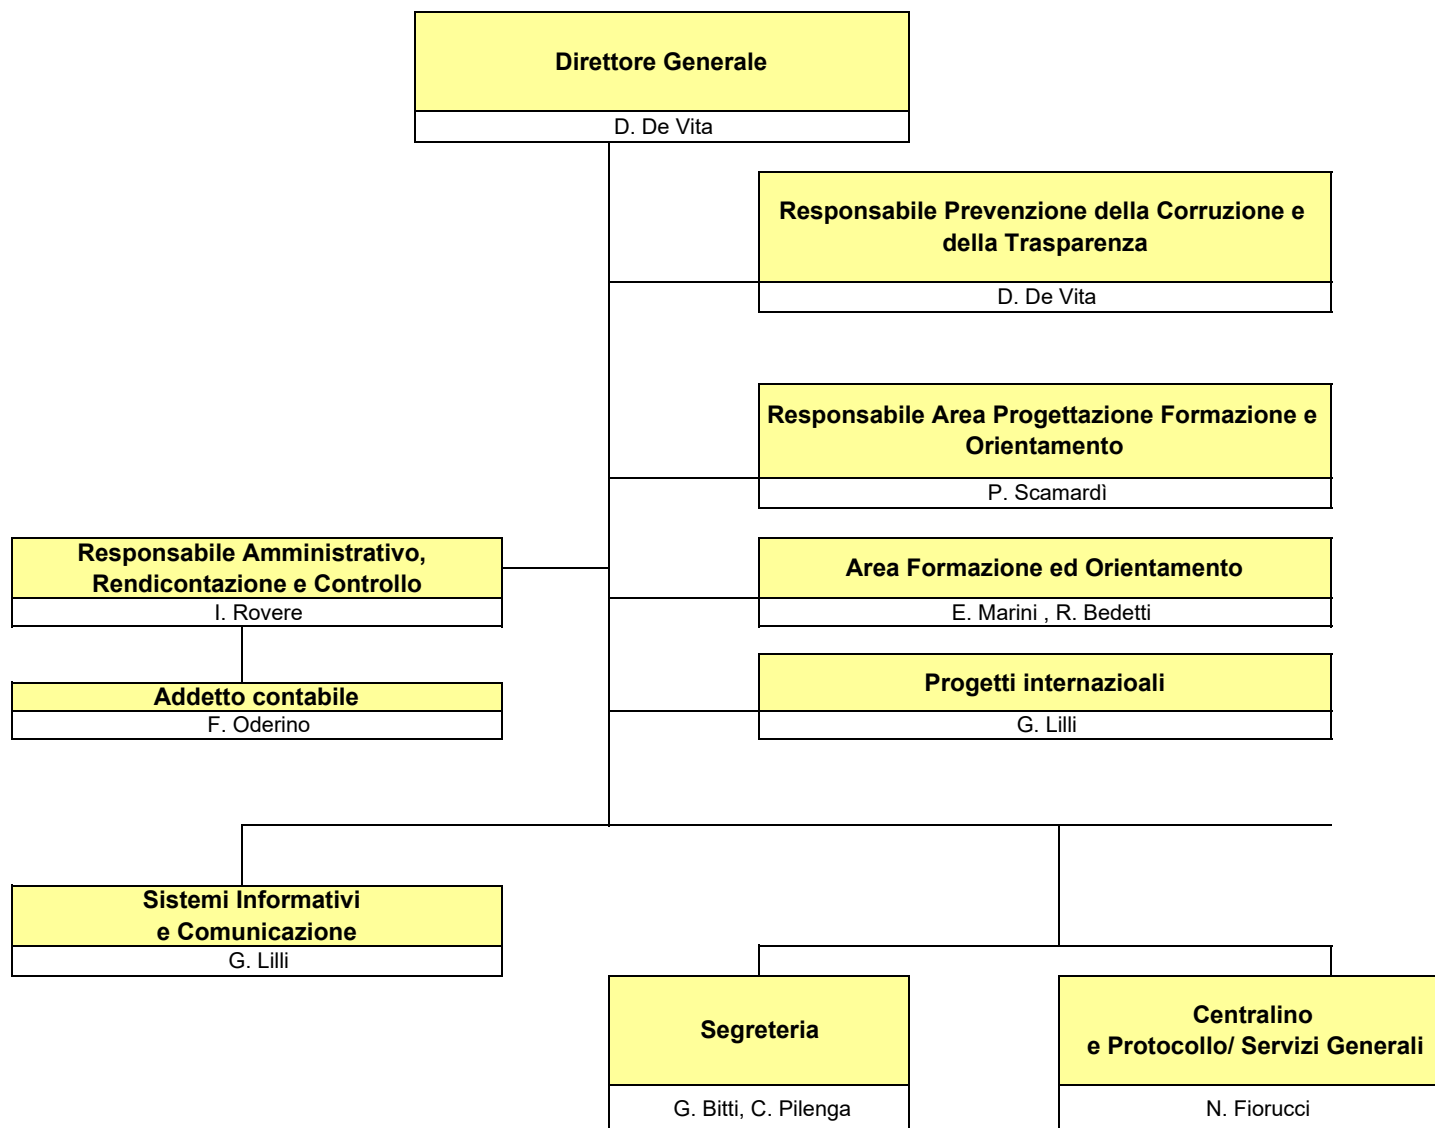 Direttore Generale
D. De Vita
Responsabile Prevenzione della Corruzione e
della Trasparenza
D. De Vita
Responsabile Area Progettazione Formazione e
Orientamento
P. Scamardì
Responsabile Amministrativo,
Rendicontazione e Controllo
I. Rovere
Area Formazione ed Orientamento
E. Marini , R. Bedetti
Addetto contabile
F. Oderino
Progetti internazioali
G. Lilli
Sistemi Informativi
e Comunicazione
G. Lilli
Segreteria
G. Bitti, C. Pilenga
Centralino
e Protocollo/ Servizi Generali
N. Fiorucci